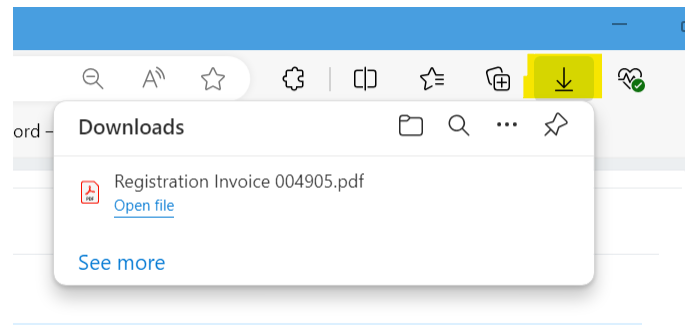 A
ord –
Downloads
PDF
Registration Invoice 004905.pdf
Open file
See more